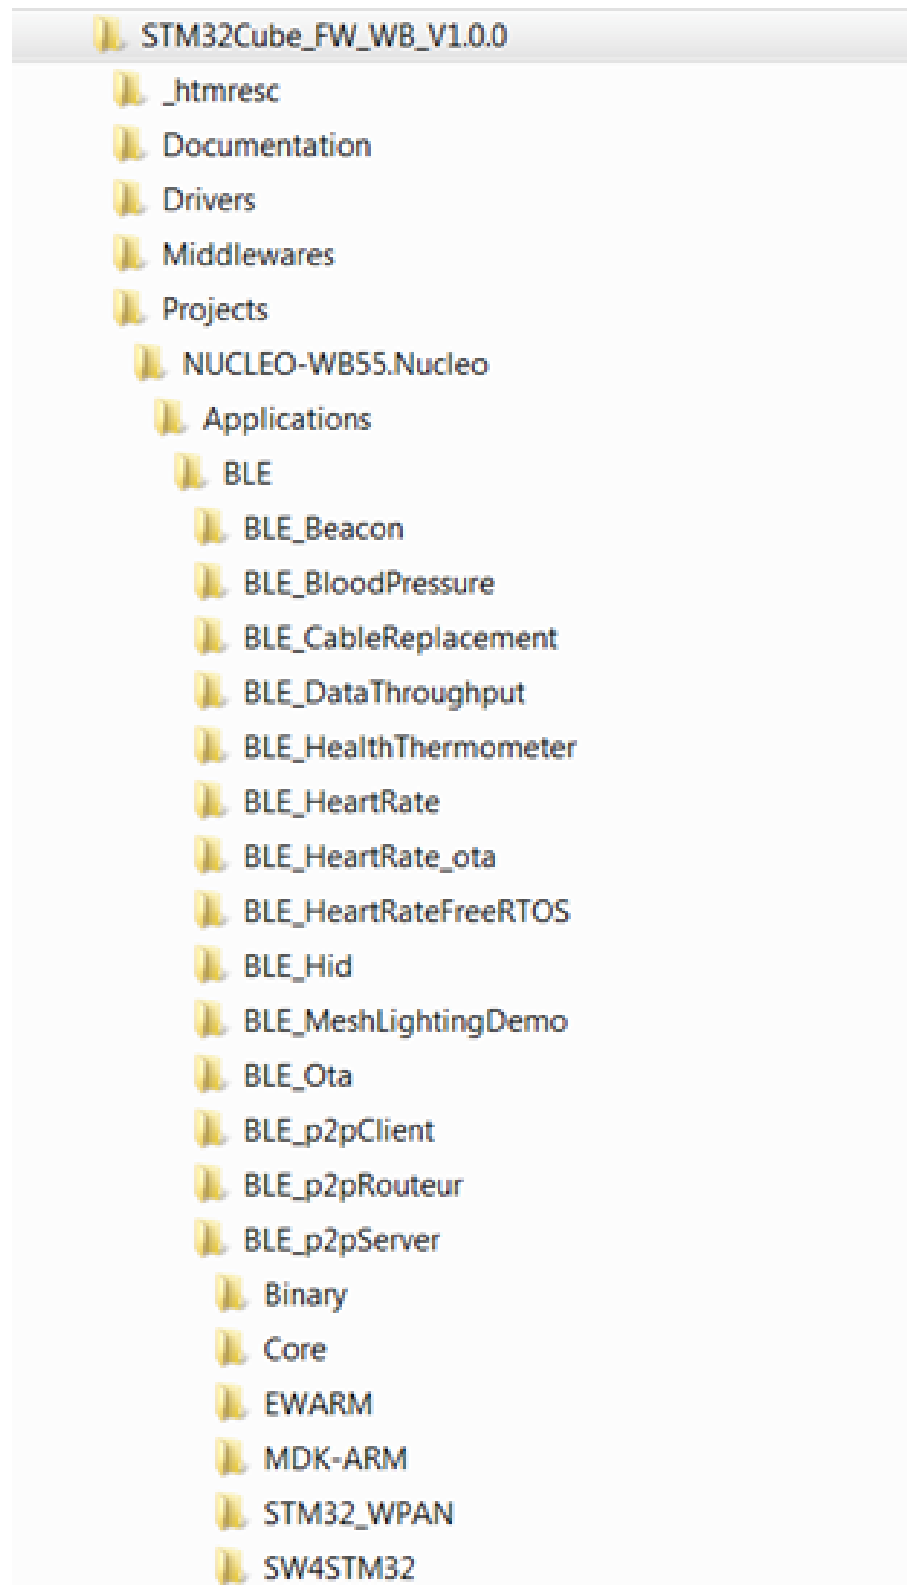 STM32Cube_FW_WB_V1.0.0
_htmresc
Documentation
Drivers
Middlewares
Projects
NUCLEO-WB55.Nucleo
Applications
BLE
BLE_Beacon
BLE_BloodPressure
BLE_CableReplacement
BLE_DataThroughput
BLE_HealthThermometer
BLE_HeartRate
BLE_HeartRate_ota
BLE_HeartRateFreeRTOS
BLE_Hid
BLE_MeshLightingDemo
BLE_Ota
BLE_p2pClient
BLE_p2pRouteur
BLE_p2pServer
Binary
Core
EWARM
MDK-ARM
STM32_WPAN
SW4STM32